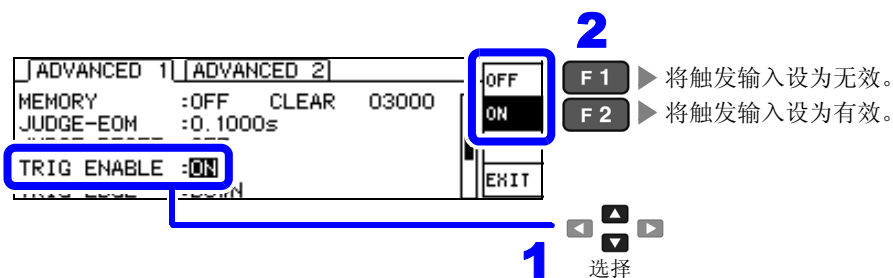 2
ADVANCED 1 ADVANCED 2
MEMORY :OFF CLEAR 03000
JUDGE-EOM :0.1000s
TRIG ENABLE :ON
OFF
ON
EXIT
F1 ▶ 将触发输入设为无效。
F2 ▶ 将触发输入设为有效。
1
选择